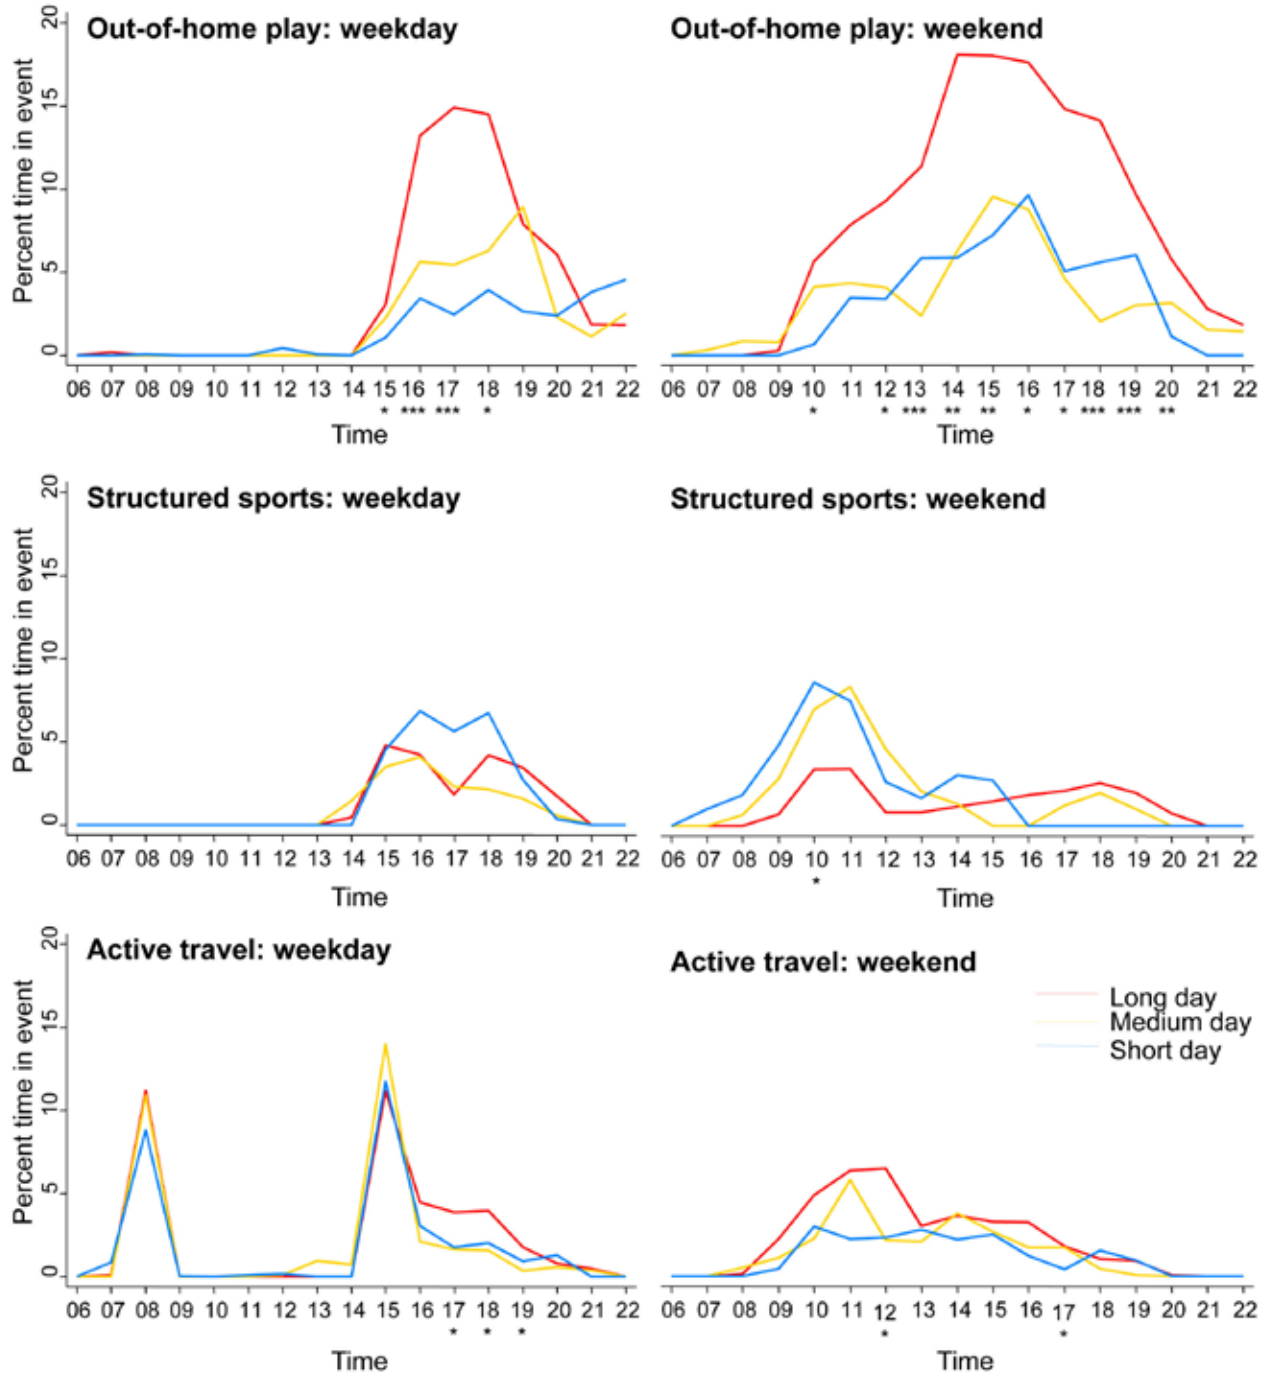 Out-of-home play: weekday
Percent time in event
20
15
10
5
0
06 07 08 09 10 11 12 13 14 15 16 17 18 19 20 21 22
* *** *** *
Time
Out-of-home play: weekend
06 07 08 09 10 11 12 13 14 15 16 17 18 19 20 21 22
* * *** ** ** * * *** *** **
Time
Structured sports: weekday
Percent time in event
20
15
10
5
0
06 07 08 09 10 11 12 13 14 15 16 17 18 19 20 21 22
Time
Structured sports: weekend
06 07 08 09 10 11 12 13 14 15 16 17 18 19 20 21 22
*
Time
Active travel: weekday
Percent time in event
20
15
10
5
0
06 07 08 09 10 11 12 13 14 15 16 17 18 19 20 21 22
* * *
Time
Active travel: weekend
Long day
Medium day
Short day
06 07 08 09 10 11 12 13 14 15 16 17 18 19 20 21 22
* *
Time